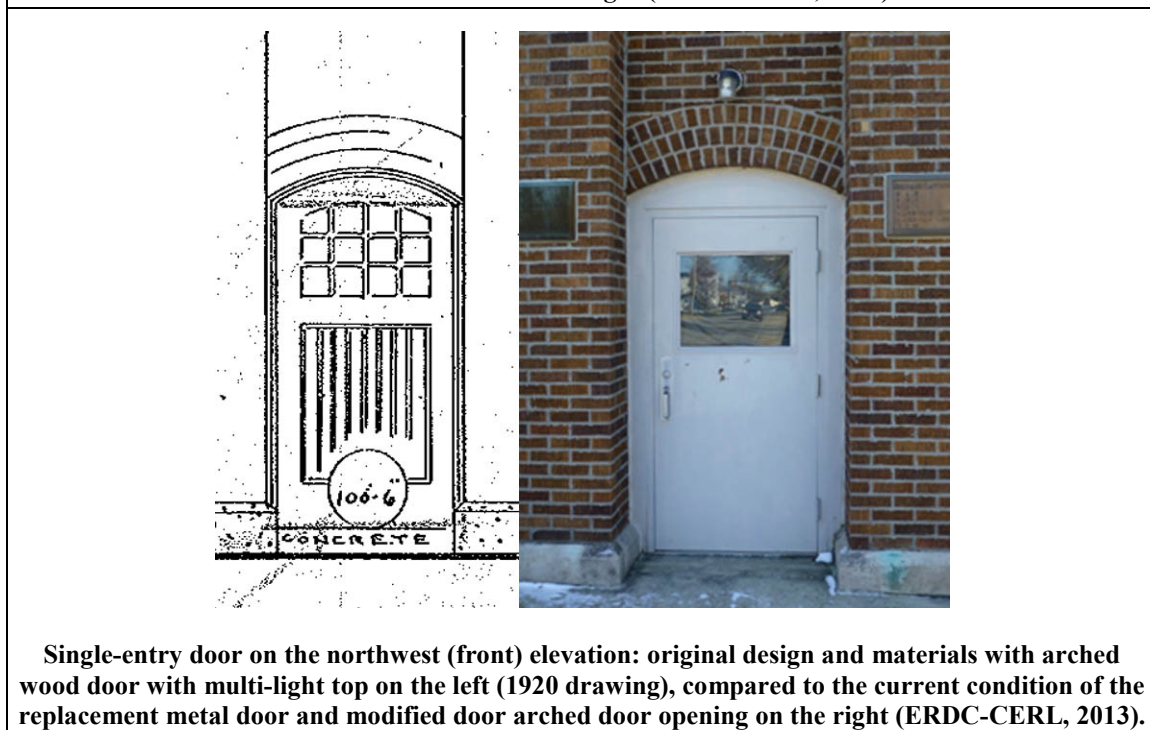 100'-6"
CONCRETE
Single-entry door on the northwest (front) elevation: original design and materials with arched
wood door with multi-light top on the left (1920 drawing), compared to the current condition of the
replacement metal door and modified door arched door opening on the right (ERDC-CERL, 2013).